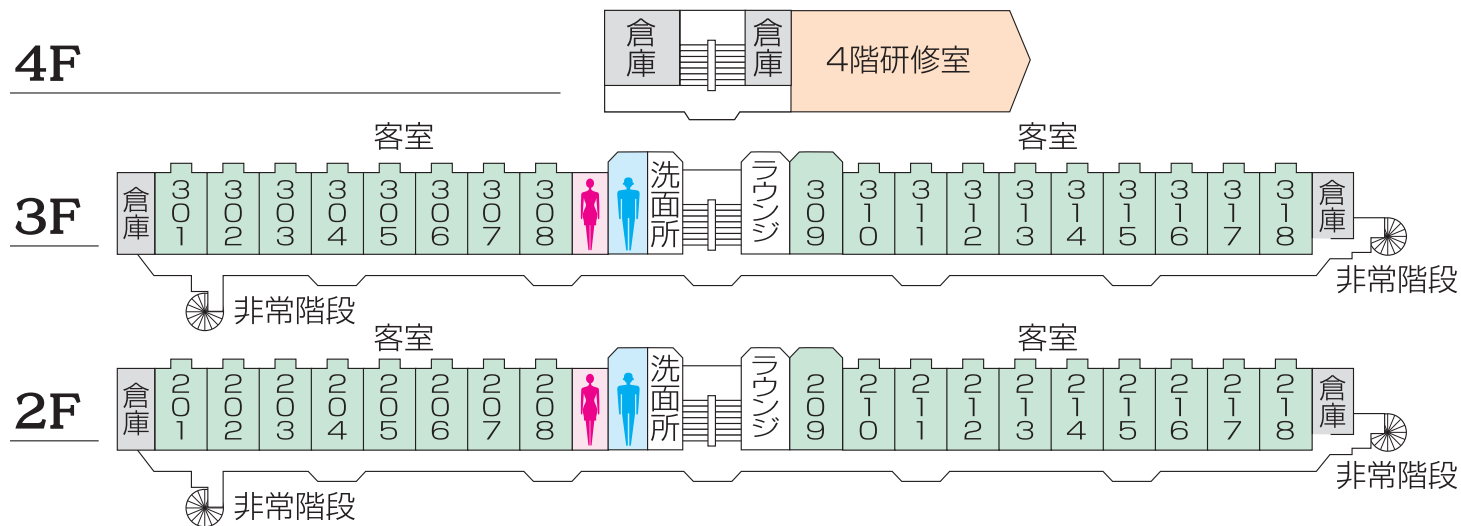 4F
倉庫
倉庫
4階研修室
3F
客室
客室
倉庫
301
302
303
304
305
306
307
308
洗面所
ラウンジ
309
310
311
312
313
314
315
316
317
318
倉庫
非常階段
非常階段
2F
客室
客室
倉庫
201
202
203
204
205
206
207
208
洗面所
ラウンジ
209
210
211
212
213
214
215
216
217
218
倉庫
非常階段
非常階段